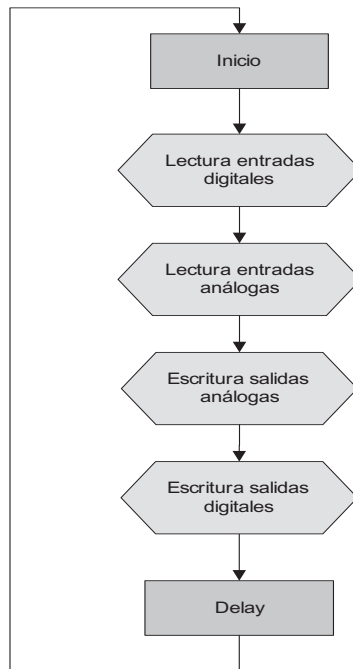 Inicio
Lectura entradas
digitales
Lectura entradas
análogas
Escritura salidas
análogas
Escritura salidas
digitales
Delay